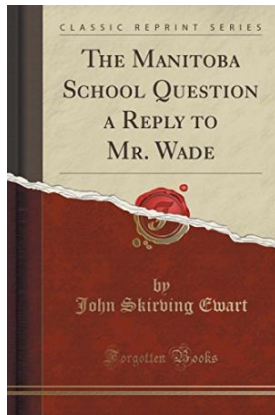 CLASSIC REPRINT SERIES
THE MANITOBA
SCHOOL QUESTION
A REPLY TO
MR. WADE
by
John Skirving Ewart
Forgotten Books